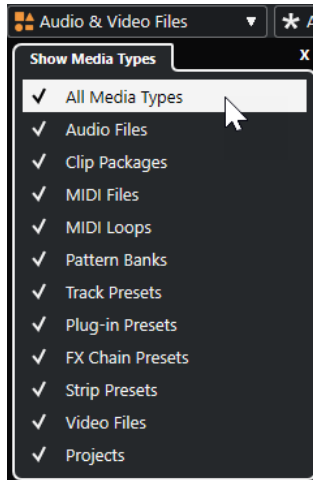 Audio & Video Files
Show Media Types X
All Media Types
Audio Files
Clip Packages
MIDI Files
MIDI Loops
Pattern Banks
Track Presets
Plug-in Presets
FX Chain Presets
Strip Presets
Video Files
Projects